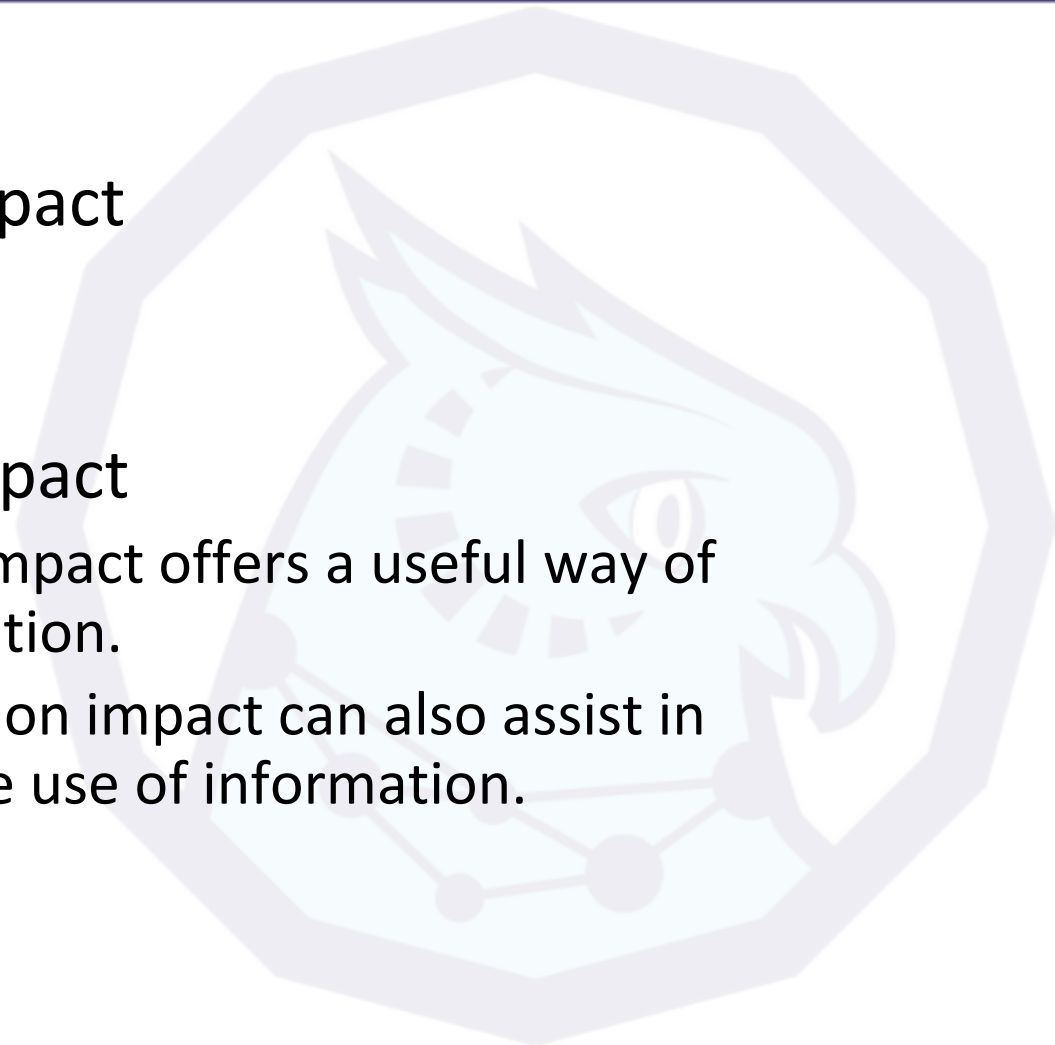 pact
pact
mpact offers a useful way of
tion.
on impact can also assist in
e use of information.